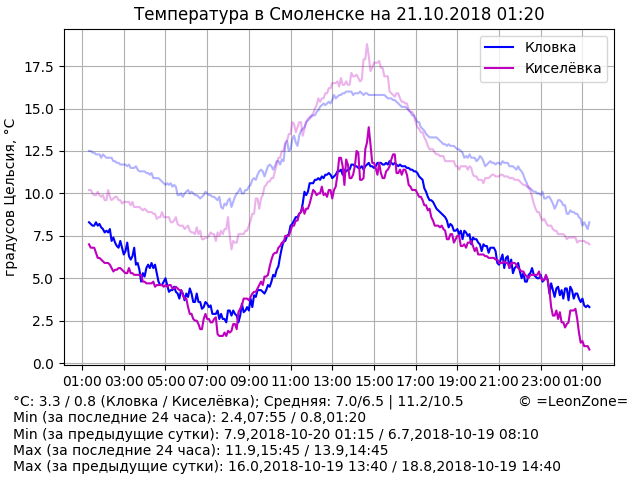 Температура в Смоленске на 21.10.2018 01:20
Кловка
Киселёвка
градусов Цельсия, °C
17.5
15.0
12.5
10.0
7.5
5.0
2.5
0.0
01:00 03:00 05:00 07:00 09:00 11:00 13:00 15:00 17:00 19:00 21:00 23:00 01:00
°C: 3.3 / 0.8 (Кловка / Киселёвка); Средняя: 7.0/6.5 | 11.2/10.5 © =LeonZone=
Min (за последние 24 часа): 2.4,07:55 / 0.8,01:20
Min (за предыдущие сутки): 7.9,2018-10-20 01:15 / 6.7,2018-10-19 08:10
Max (за последние 24 часа): 11.9,15:45 / 13.9,14:45
Max (за предыдущие сутки): 16.0,2018-10-19 13:40 / 18.8,2018-10-19 14:40